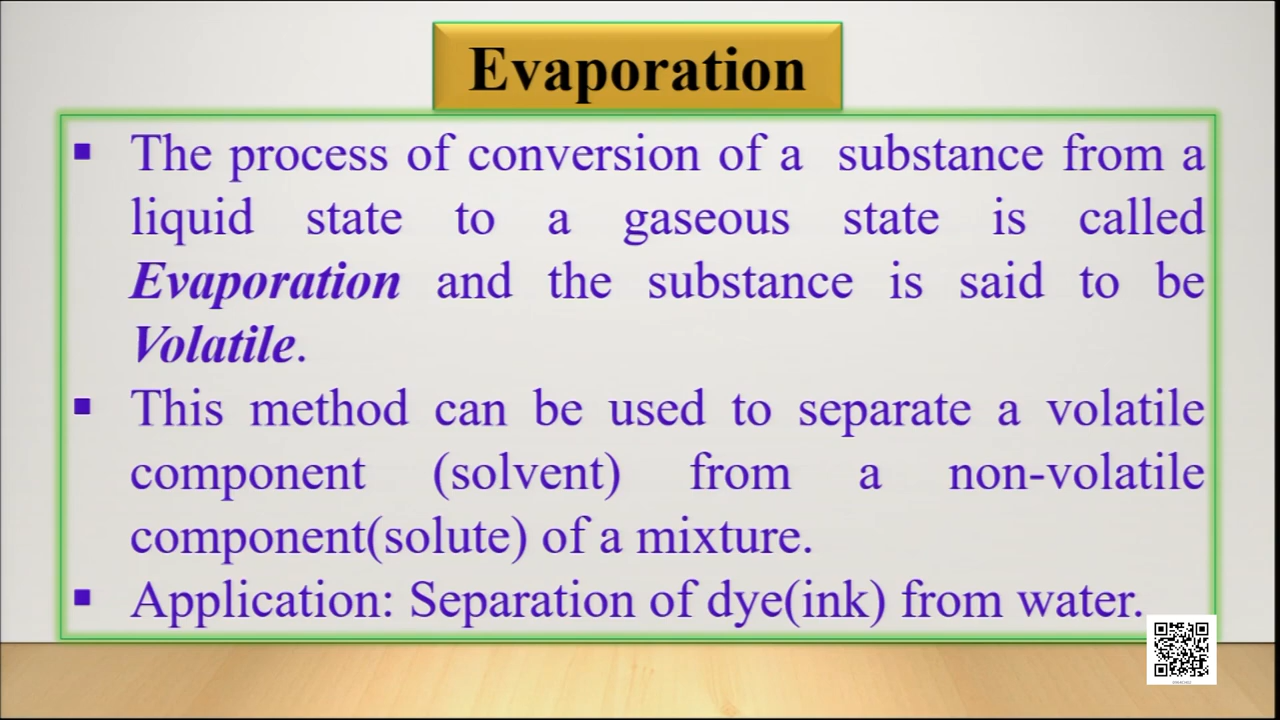 Evaporation
▪ The process of conversion of a substance from a
liquid state to a gaseous state is called
Evaporation and the substance is said to be
Volatile.
▪ This method can be used to separate a volatile
component (solvent) from a non-volatile
component(solute) of a mixture.
▪ Application: Separation of dye(ink) from water.